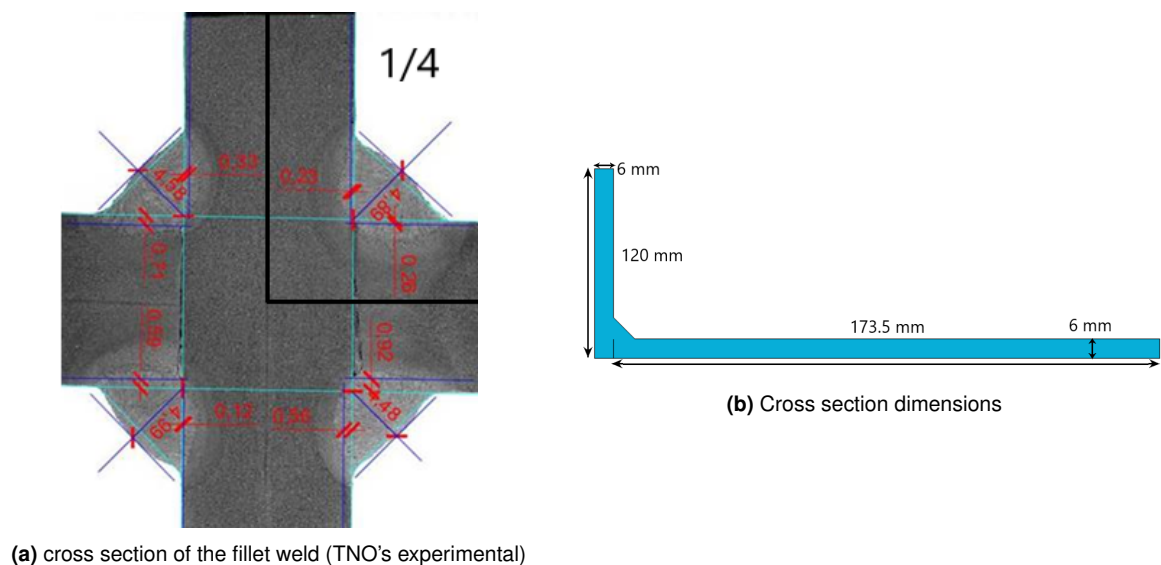 1/4
0.33
0.23
4.58
4.89
0.71
0.26
0.59
0.92
4.99
0.12
0.56
4.48
6 mm
120 mm
173.5 mm
6 mm
(b) Cross section dimensions
(a) cross section of the fillet weld (TNO's experimental)